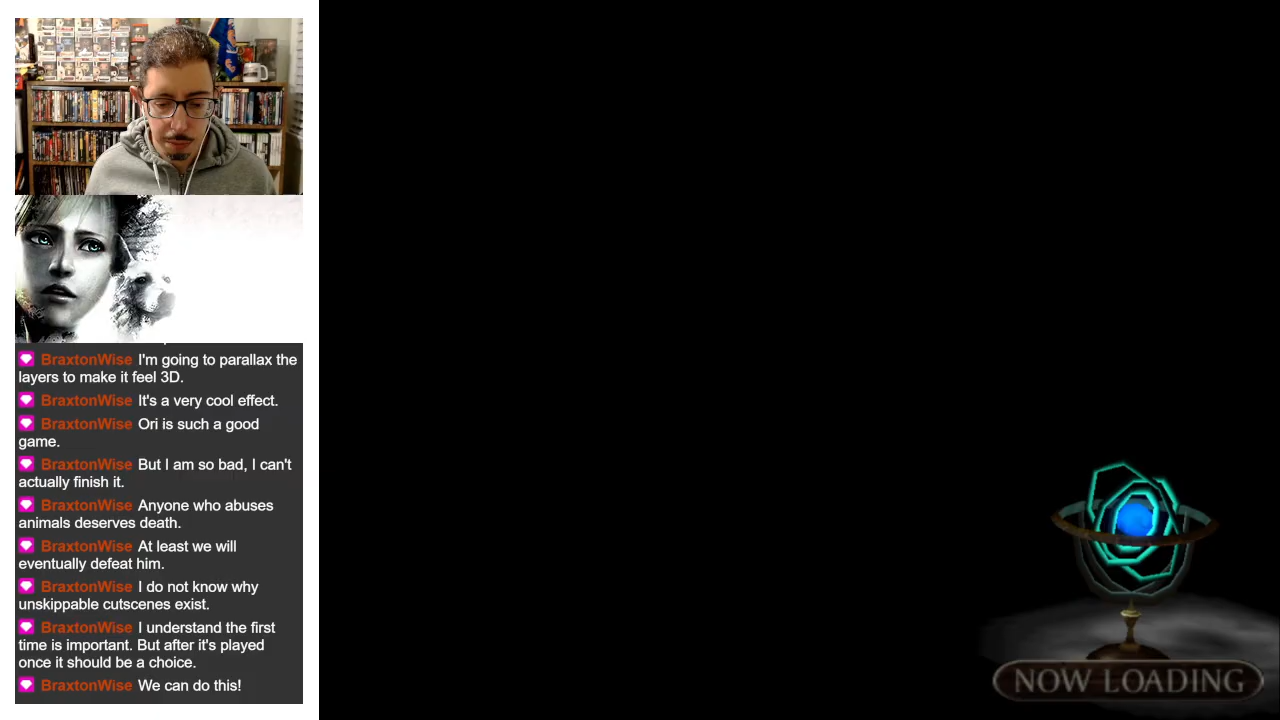 BraxtonWise I'm going to parallax the
layers to make it feel 3D.
BraxtonWise It's a very cool effect.
BraxtonWise Ori is such a good
game.
BraxtonWise But I am so bad, I can't
actually finish it.
BraxtonWise Anyone who abuses
animals deserves death.
BraxtonWise At least we will
eventually defeat him.
BraxtonWise I do not know why
unskippable cutscenes exist.
BraxtonWise I understand the first
time is important. But after it's played
once it should be a choice.
BraxtonWise We can do this!
NOW LOADING